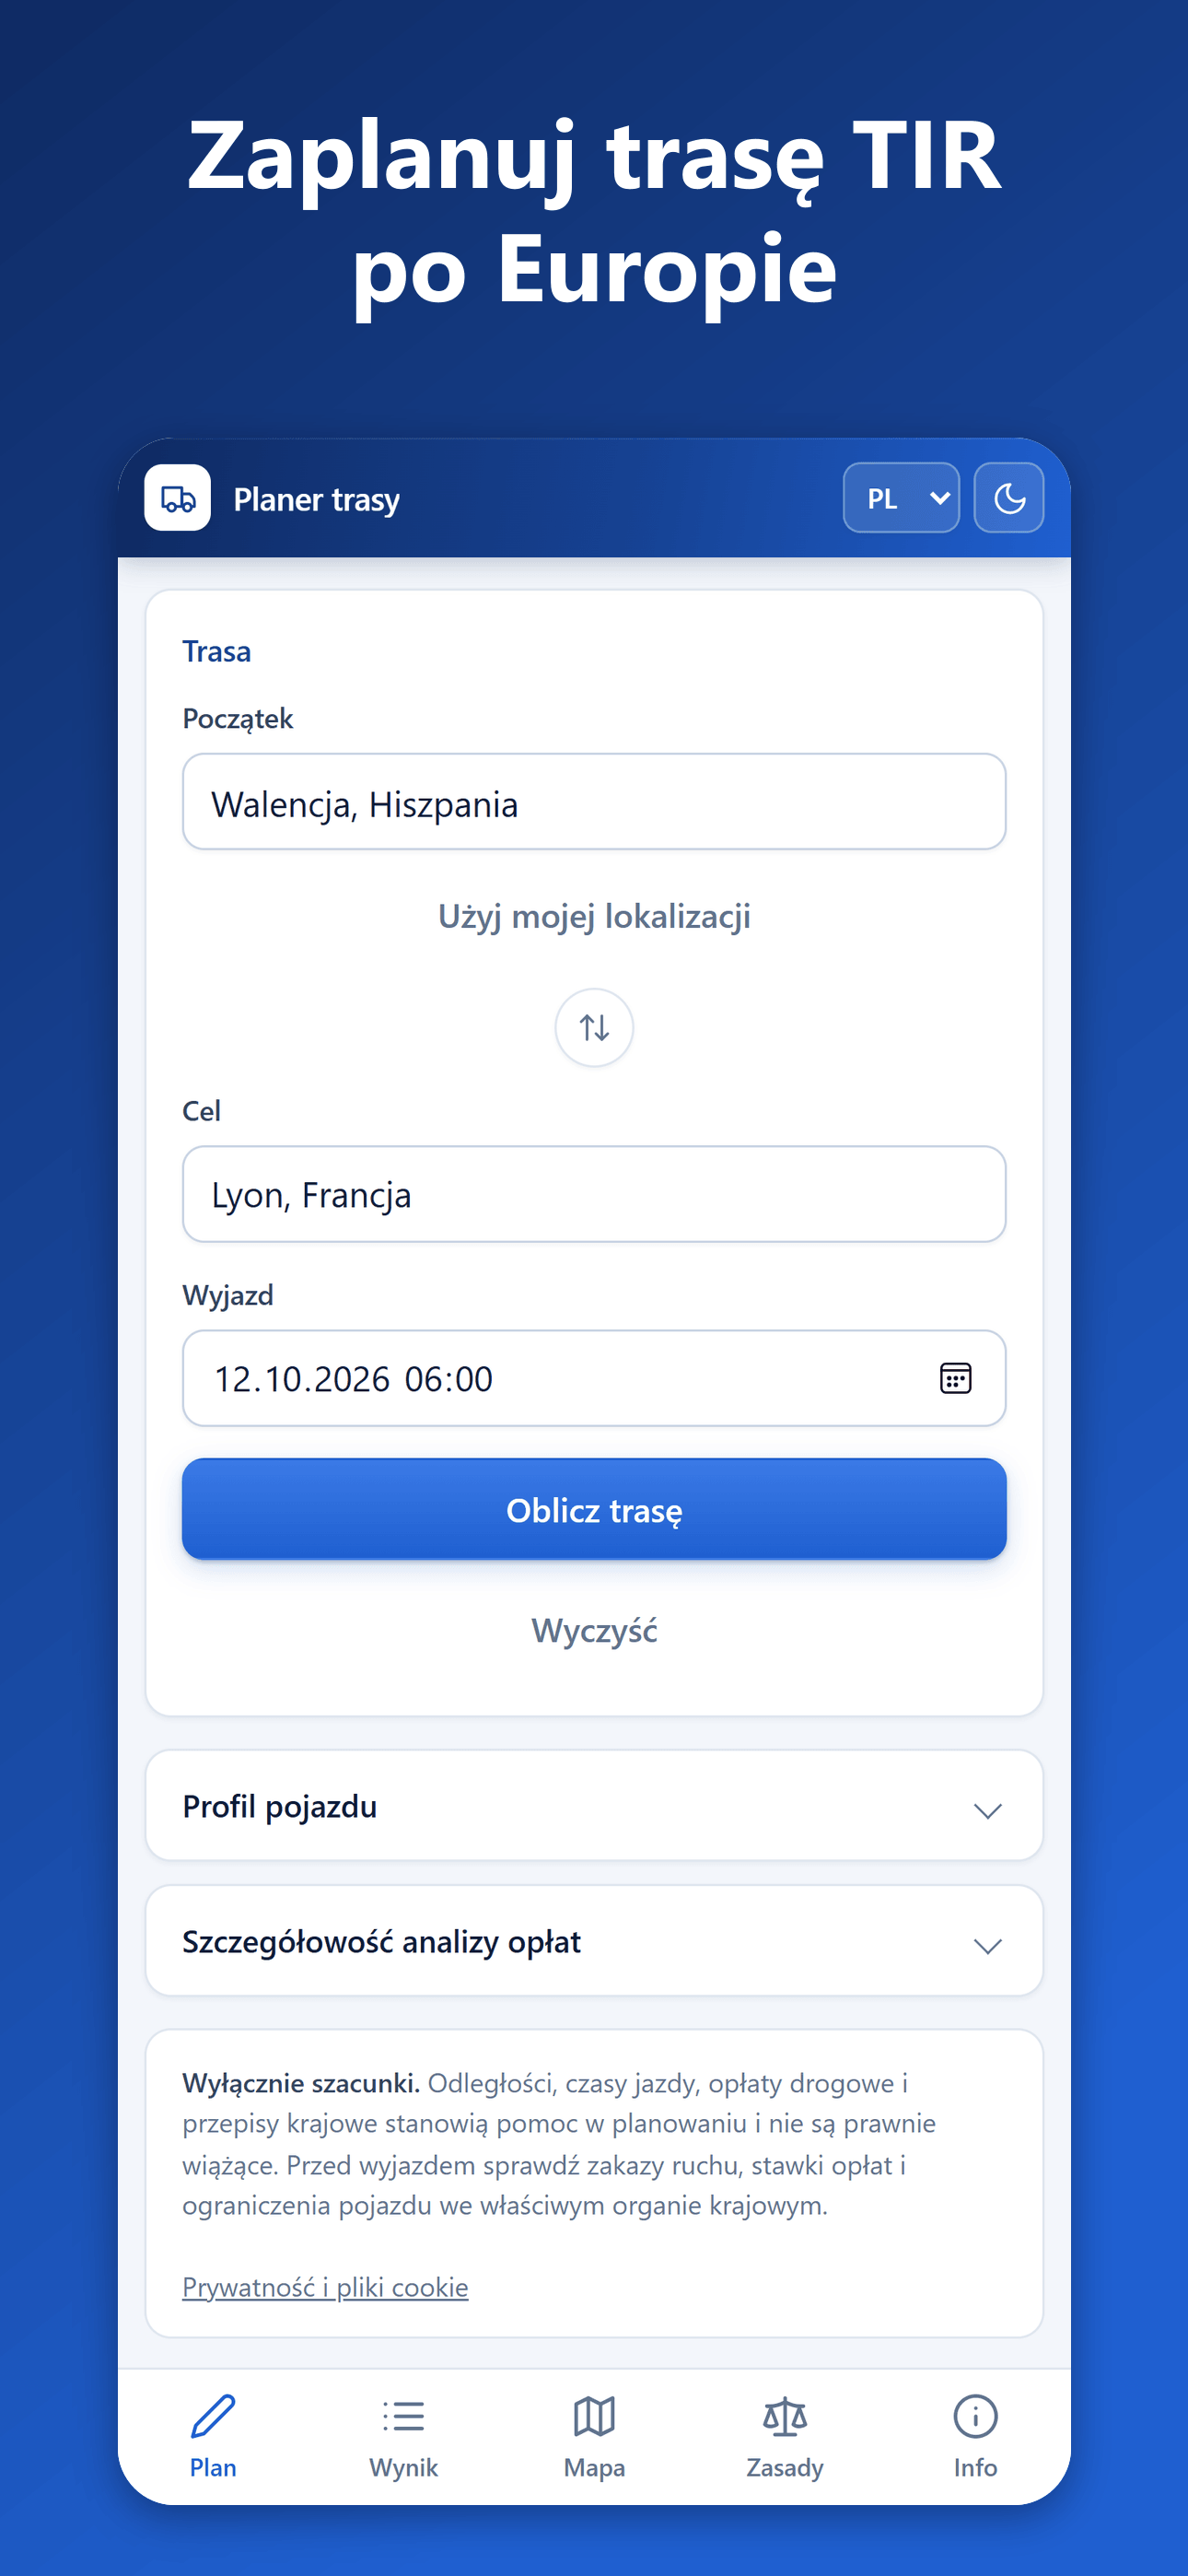 Zaplanuj trasę TIR
po Europie
Planer trasy
PL
Trasa
Początek
Walencja, Hiszpania
Użyj mojej lokalizacji
Cel
Lyon, Francja
Wyjazd
12.10.2026 06:00
Oblicz trasę
Wyczyść
Profil pojazdu
Szczegółowość analizy opłat
Wyłącznie szacunki. Odległości, czasy jazdy, opłaty drogowe i
przepisy krajowe stanowią pomoc w planowaniu i nie są prawnie
wiążące. Przed wyjazdem sprawdź zakazy ruchu, stawki opłat i
ograniczenia pojazdu we właściwym organie krajowym.
Prywatność i pliki cookie
Plan
Wynik
Mapa
Zasady
Info